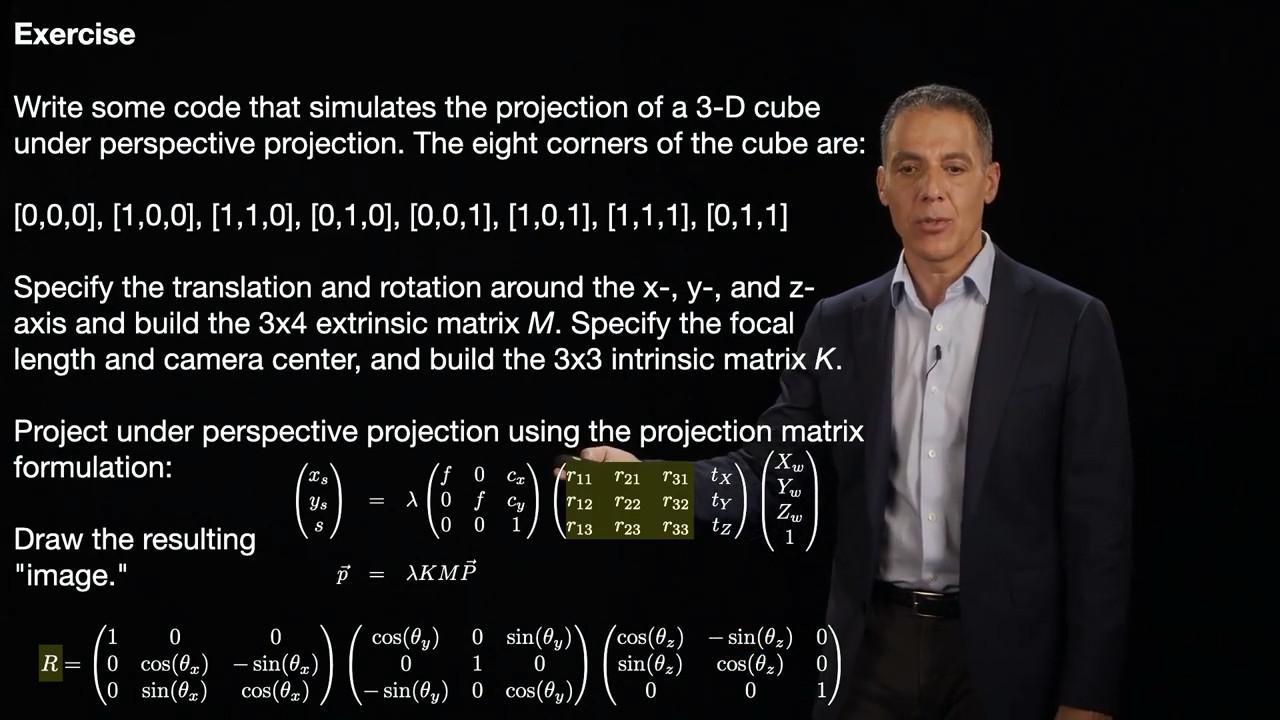 Exercise
Write some code that simulates the projection of a 3-D cube
under perspective projection. The eight corners of the cube are:
[0,0,0], [1,0,0], [1,1,0], [0,1,0], [0,0,1], [1,0,1], [1,1,1], [0,1,1]
Specify the translation and rotation around the x-, y-, and z-
axis and build the 3x4 extrinsic matrix M. Specify the focal
length and camera center, and build the 3x3 intrinsic matrix K.
Project under perspective projection using the projection matrix
formulation:
(x_s; y_s; s) = λ (f 0 c_x; 0 f c_y; 0 0 1) (r_11 r_21 r_31 t_X; r_12 r_22 r_32 t_Y; r_13 r_23 r_33 t_Z) (X_w; Y_w; Z_w; 1)
Draw the resulting
"image."
p⃗ = λKMP⃗
R = (1 0 0; 0 cos(θ_x) −sin(θ_x); 0 sin(θ_x) cos(θ_x)) (cos(θ_y) 0 sin(θ_y); 0 1 0; −sin(θ_y) 0 cos(θ_y)) (cos(θ_z) −sin(θ_z) 0; sin(θ_z) cos(θ_z) 0; 0 0 1)